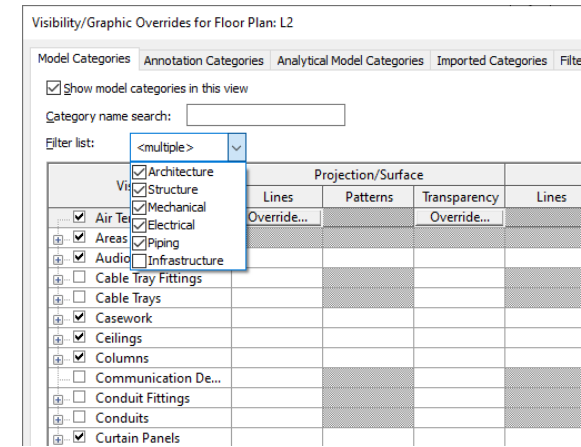 Visibility/Graphic Overrides for Floor Plan: L2
Model Categories Annotation Categories Analytical Model Categories Imported Categories
Show model categories in this view
Category name search:
Filter list: <multiple>
Architecture
Structure
Mechanical
Electrical
Piping
Infrastructure
Projection/Surface
Lines Patterns Transparency Lines
Air Override... Override...
Areas
Audio
Cable Tray Fittings
Cable Trays
Casework
Ceilings
Columns
Communication De...
Conduit Fittings
Conduits
Curtain Panels